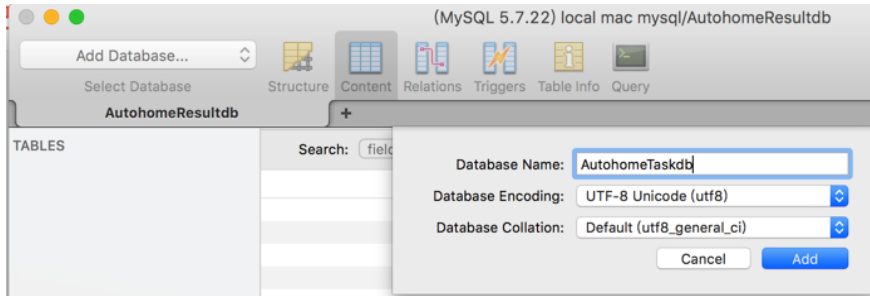 (MySQL 5.7.22) local mac mysql/AutohomeResultdb
Add Database...
Select Database
Structure Content Relations Triggers Table Info Query
AutohomeResultdb +
TABLES
Search: field
Database Name: AutohomeTaskdb
Database Encoding: UTF-8 Unicode (utf8)
Database Collation: Default (utf8_general_ci)
Cancel Add